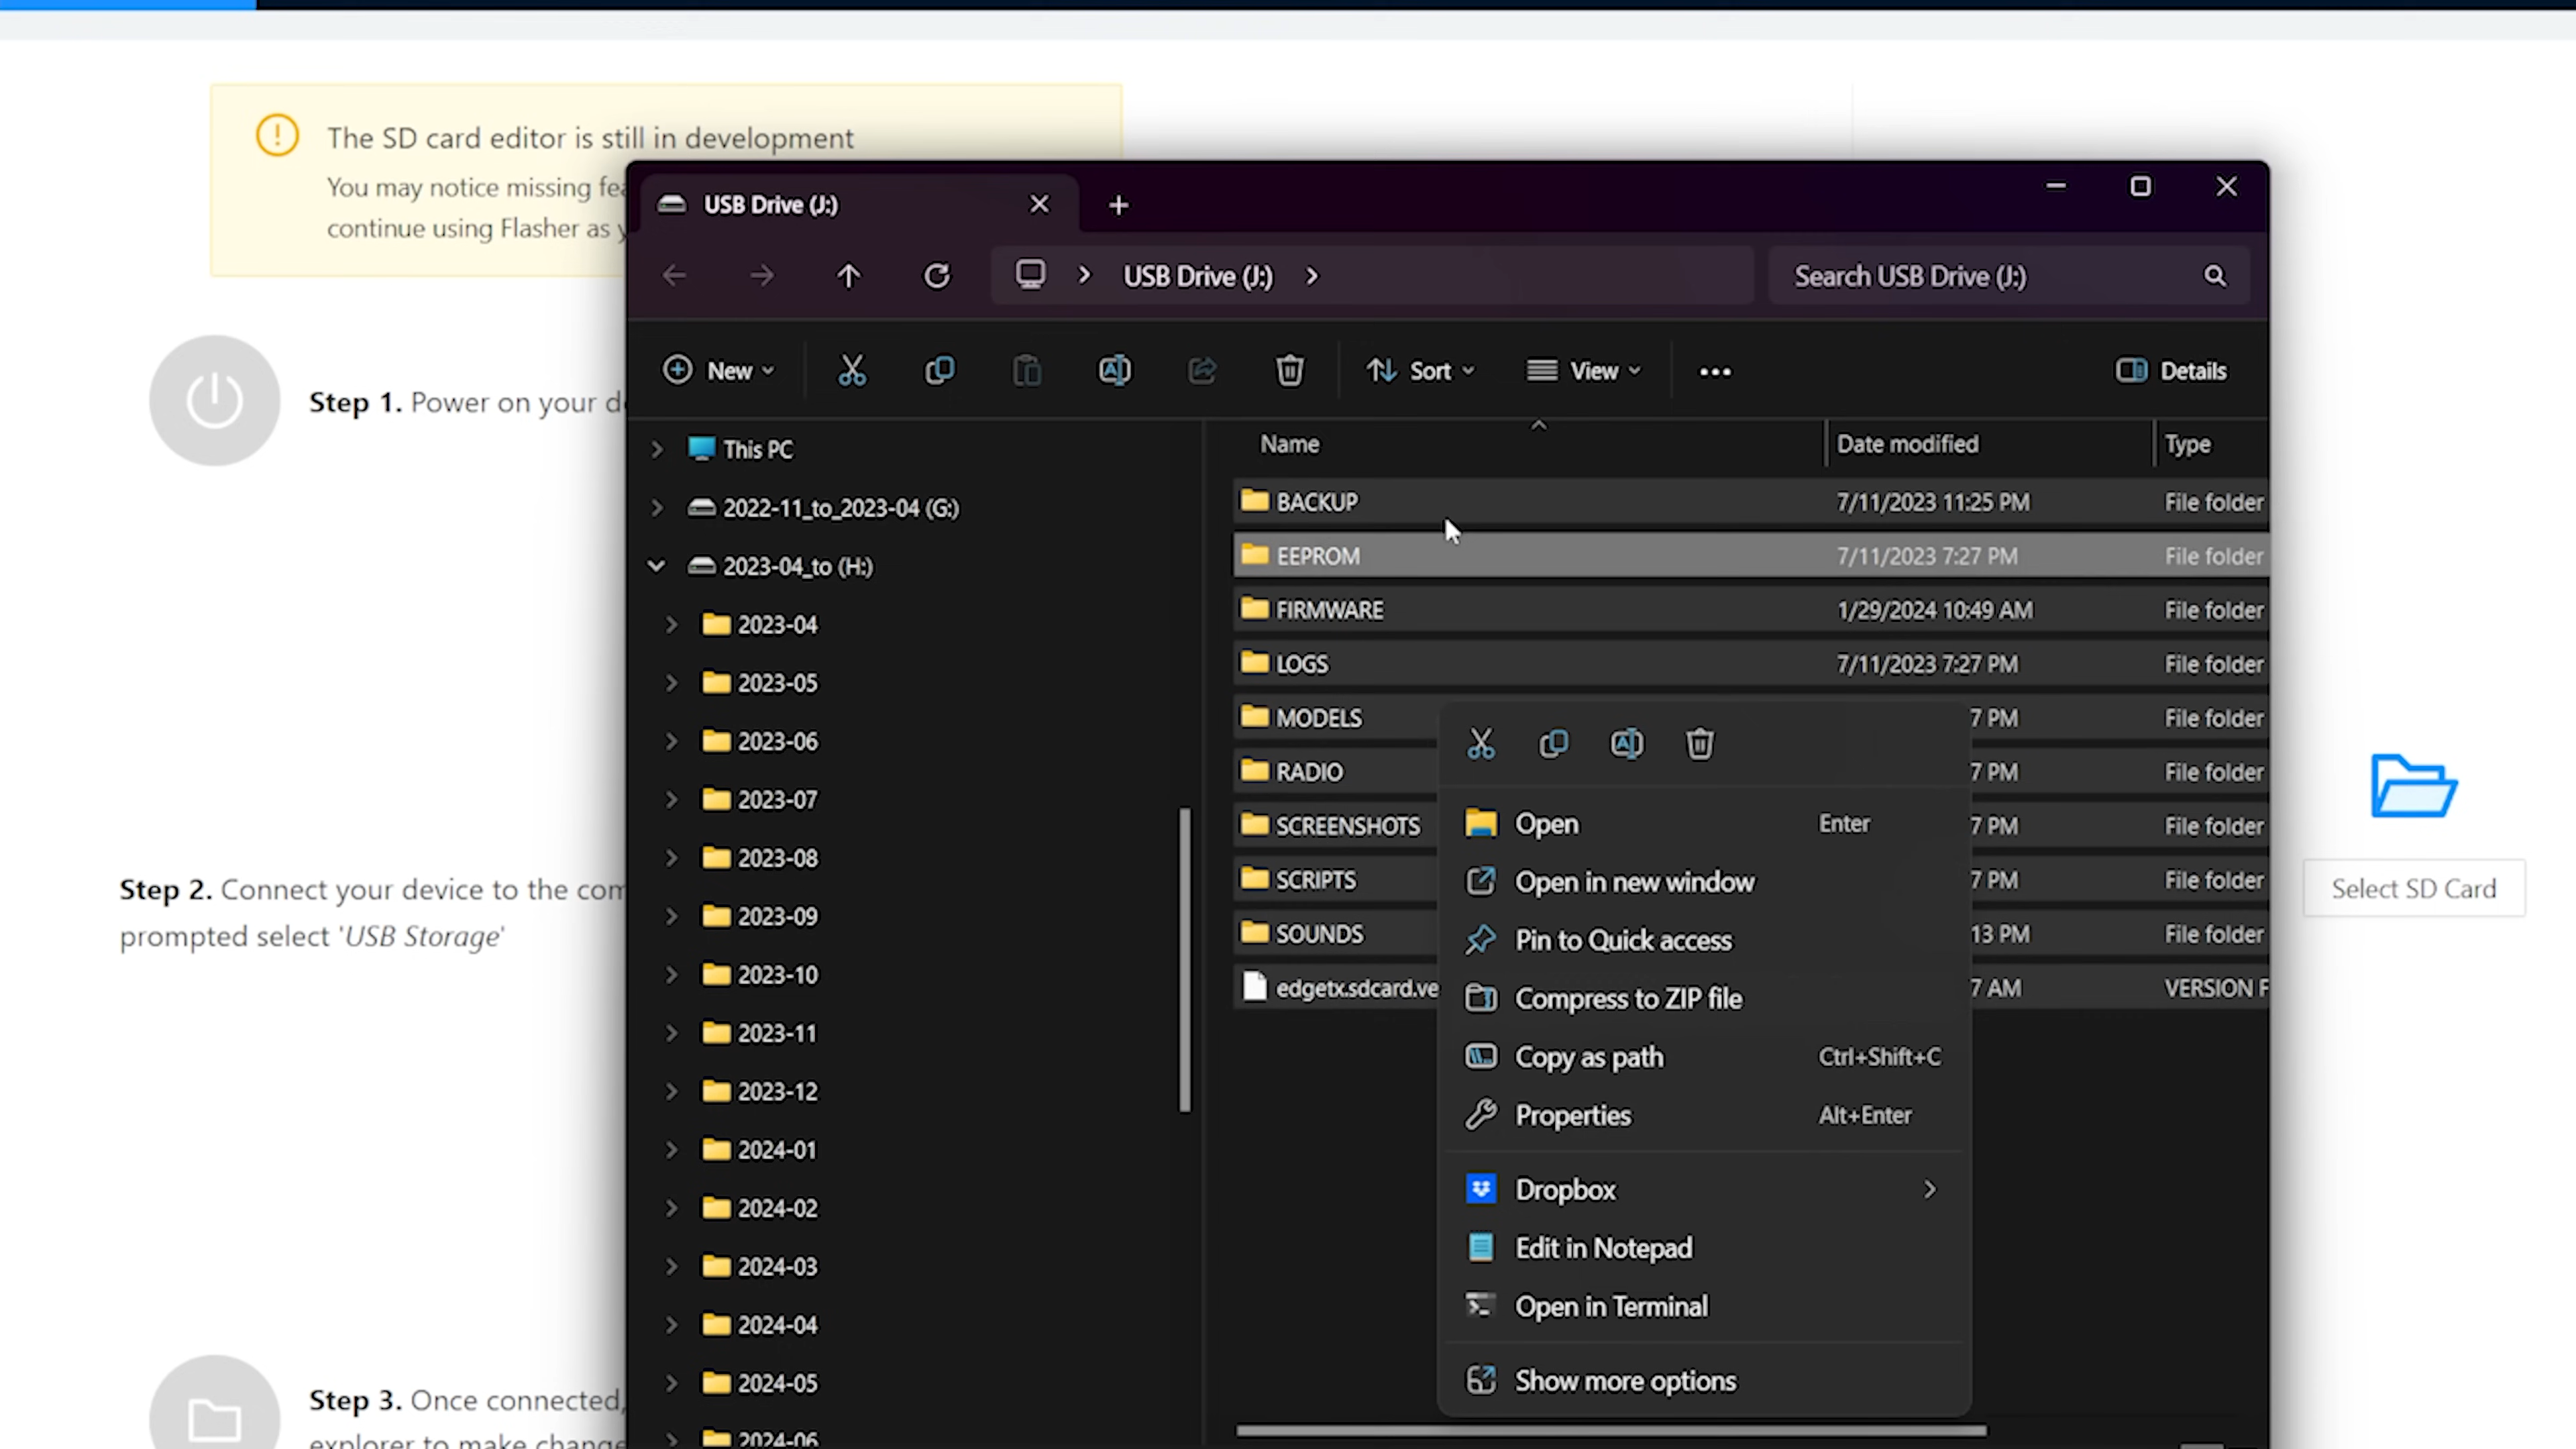 The SD card editor is still in development
You may notice missing
continue using Flasher as
Step 1. Power on your
Step 2. Connect your device to the
prompted select 'USB Storage'
Step 3. Once connected,
explorer to make
USB Drive (J:)
USB Drive (J:)
Search USB Drive (J:)
New
Sort
View
Details
This PC
2022-11_to_2023-04 (G:)
2023-04_to (H:)
2023-04
2023-05
2023-06
2023-07
2023-08
2023-09
2023-10
2023-11
2023-12
2024-01
2024-02
2024-03
2024-04
2024-05
2024-06
Name Date modified Type
BACKUP 7/11/2023 11:25 PM File folder
EEPROM 7/11/2023 7:27 PM File folder
FIRMWARE 1/29/2024 10:49 AM File folder
LOGS 7/11/2023 7:27 PM File folder
MODELS 7 PM File folder
RADIO 7 PM File folder
SCREENSHOTS 7 PM File folder
SCRIPTS 7 PM File folder
SOUNDS 13 PM File folder
edgetx.sdcard.ve 7 AM VERSION F
Open Enter
Open in new window
Pin to Quick access
Compress to ZIP file
Copy as path Ctrl+Shift+C
Properties Alt+Enter
Dropbox
Edit in Notepad
Open in Terminal
Show more options
Select SD Card